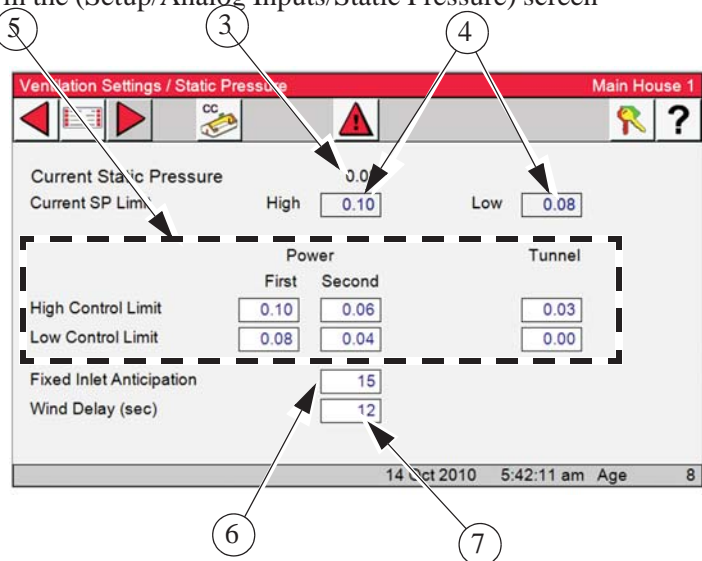 in the (Setup/Analog Inputs/Static Pressure) screen
5 3 4
Ventilation Settings / Static Pressure Main House 1
CC ?
Current Static Pressure
Current SP Limit High 0.10 Low 0.08
Power Tunnel
First Second
High Control Limit 0.10 0.06 0.03
Low Control Limit 0.08 0.04 0.00
Fixed Inlet Anticipation 15
Wind Delay (sec) 12
14 Oct 2010 5:42:11 am Age 8
6 7